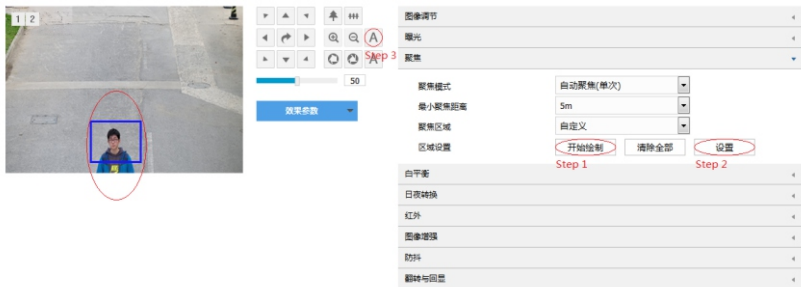 1 2
A
Step 3
A
50
效果参数
图像调节
曝光
聚焦
聚焦模式 自动聚焦(单次)
最小聚焦距离 5m
聚焦区域 自定义
区域设置 开始绘制 清除全部 设置
Step 1 Step 2
白平衡
日夜转换
红外
图像增强
防抖
翻转与回显